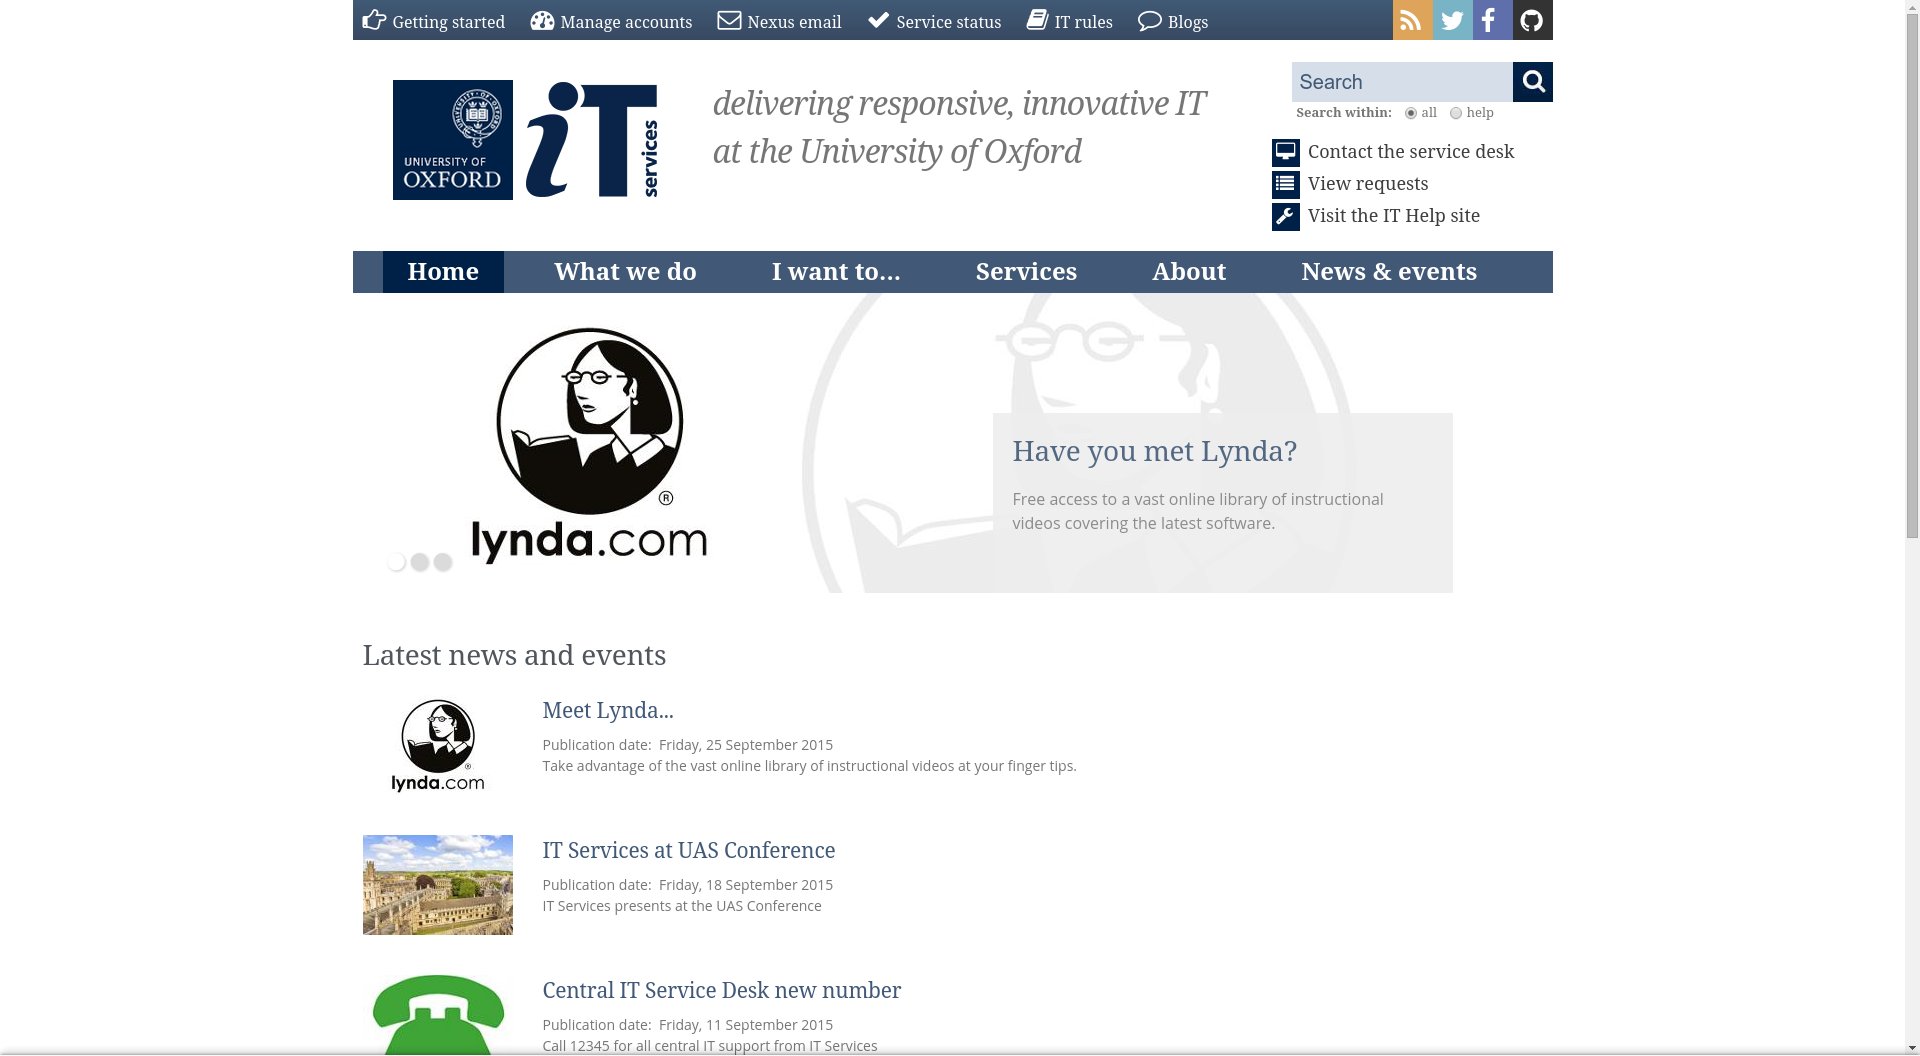 Getting started Manage accounts Nexus email Service status IT rules Blogs
UNIVERSITY OF
OXFORD
iT
services
delivering responsive, innovative IT
at the University of Oxford
Search
Search within: all help
Contact the service desk
View requests
Visit the IT Help site
Home What we do I want to... Services About News & events
lynda.com
®
Have you met Lynda?
Free access to a vast online library of instructional
videos covering the latest software.
Latest news and events
lynda.com
Meet Lynda...
Publication date: Friday, 25 September 2015
Take advantage of the vast online library of instructional videos at your finger tips.
IT Services at UAS Conference
Publication date: Friday, 18 September 2015
IT Services presents at the UAS Conference
Central IT Service Desk new number
Publication date: Friday, 11 September 2015
Call 12345 for all central IT support from IT Services